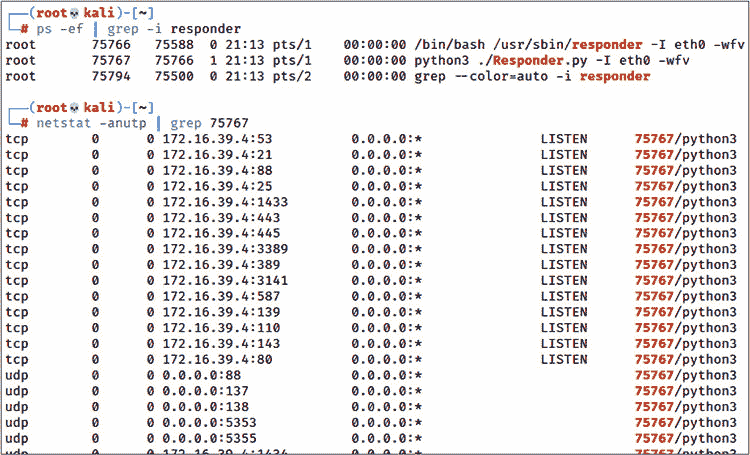 ┌──(root💀kali)-[~]
└─# ps -ef | grep -i responder
root 75766 75588 0 21:13 pts/1 00:00:00 /bin/bash /usr/sbin/responder -I eth0 -wfv
root 75767 75766 1 21:13 pts/1 00:00:00 python3 ./Responder.py -I eth0 -wfv
root 75794 75500 0 21:13 pts/2 00:00:00 grep --color=auto -i responder
┌──(root💀kali)-[~]
└─# netstat -anutp | grep 75767
tcp 0 0 172.16.39.4:53 0.0.0.0:* LISTEN 75767/python3
tcp 0 0 172.16.39.4:21 0.0.0.0:* LISTEN 75767/python3
tcp 0 0 172.16.39.4:88 0.0.0.0:* LISTEN 75767/python3
tcp 0 0 172.16.39.4:25 0.0.0.0:* LISTEN 75767/python3
tcp 0 0 172.16.39.4:1433 0.0.0.0:* LISTEN 75767/python3
tcp 0 0 172.16.39.4:443 0.0.0.0:* LISTEN 75767/python3
tcp 0 0 172.16.39.4:445 0.0.0.0:* LISTEN 75767/python3
tcp 0 0 172.16.39.4:3389 0.0.0.0:* LISTEN 75767/python3
tcp 0 0 172.16.39.4:389 0.0.0.0:* LISTEN 75767/python3
tcp 0 0 172.16.39.4:3141 0.0.0.0:* LISTEN 75767/python3
tcp 0 0 172.16.39.4:587 0.0.0.0:* LISTEN 75767/python3
tcp 0 0 172.16.39.4:139 0.0.0.0:* LISTEN 75767/python3
tcp 0 0 172.16.39.4:110 0.0.0.0:* LISTEN 75767/python3
tcp 0 0 172.16.39.4:143 0.0.0.0:* LISTEN 75767/python3
tcp 0 0 172.16.39.4:80 0.0.0.0:* LISTEN 75767/python3
udp 0 0 0.0.0.0:88 0.0.0.0:* 75767/python3
udp 0 0 0.0.0.0:137 0.0.0.0:* 75767/python3
udp 0 0 0.0.0.0:138 0.0.0.0:* 75767/python3
udp 0 0 0.0.0.0:5353 0.0.0.0:* 75767/python3
udp 0 0 0.0.0.0:5355 0.0.0.0:* 75767/python3
udp 0 0 172.16.39.4:1434 0.0.0.0:* 75767/python3